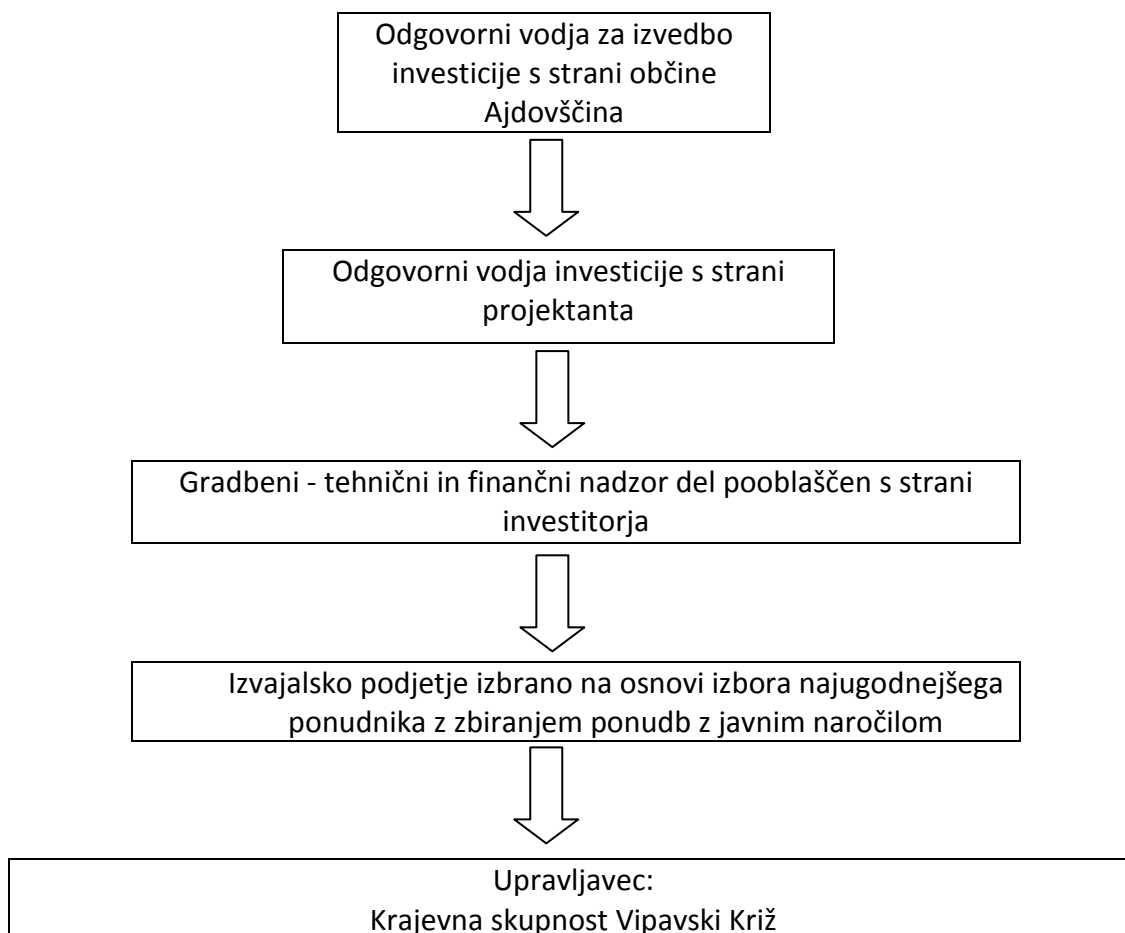 Odgovorni vodja za izvedbo
investicije s strani občine
Ajdovščina
Odgovorni vodja investicije s strani
projektanta
Gradbeni - tehnični in finančni nadzor del pooblaščen s strani
investitorja
Izvajalsko podjetje izbrano na osnovi izbora najugodnejšega
ponudnika z zbiranjem ponudb z javnim naročilom
Upravljavec:
Krajevna skupnost Vipavski Križ